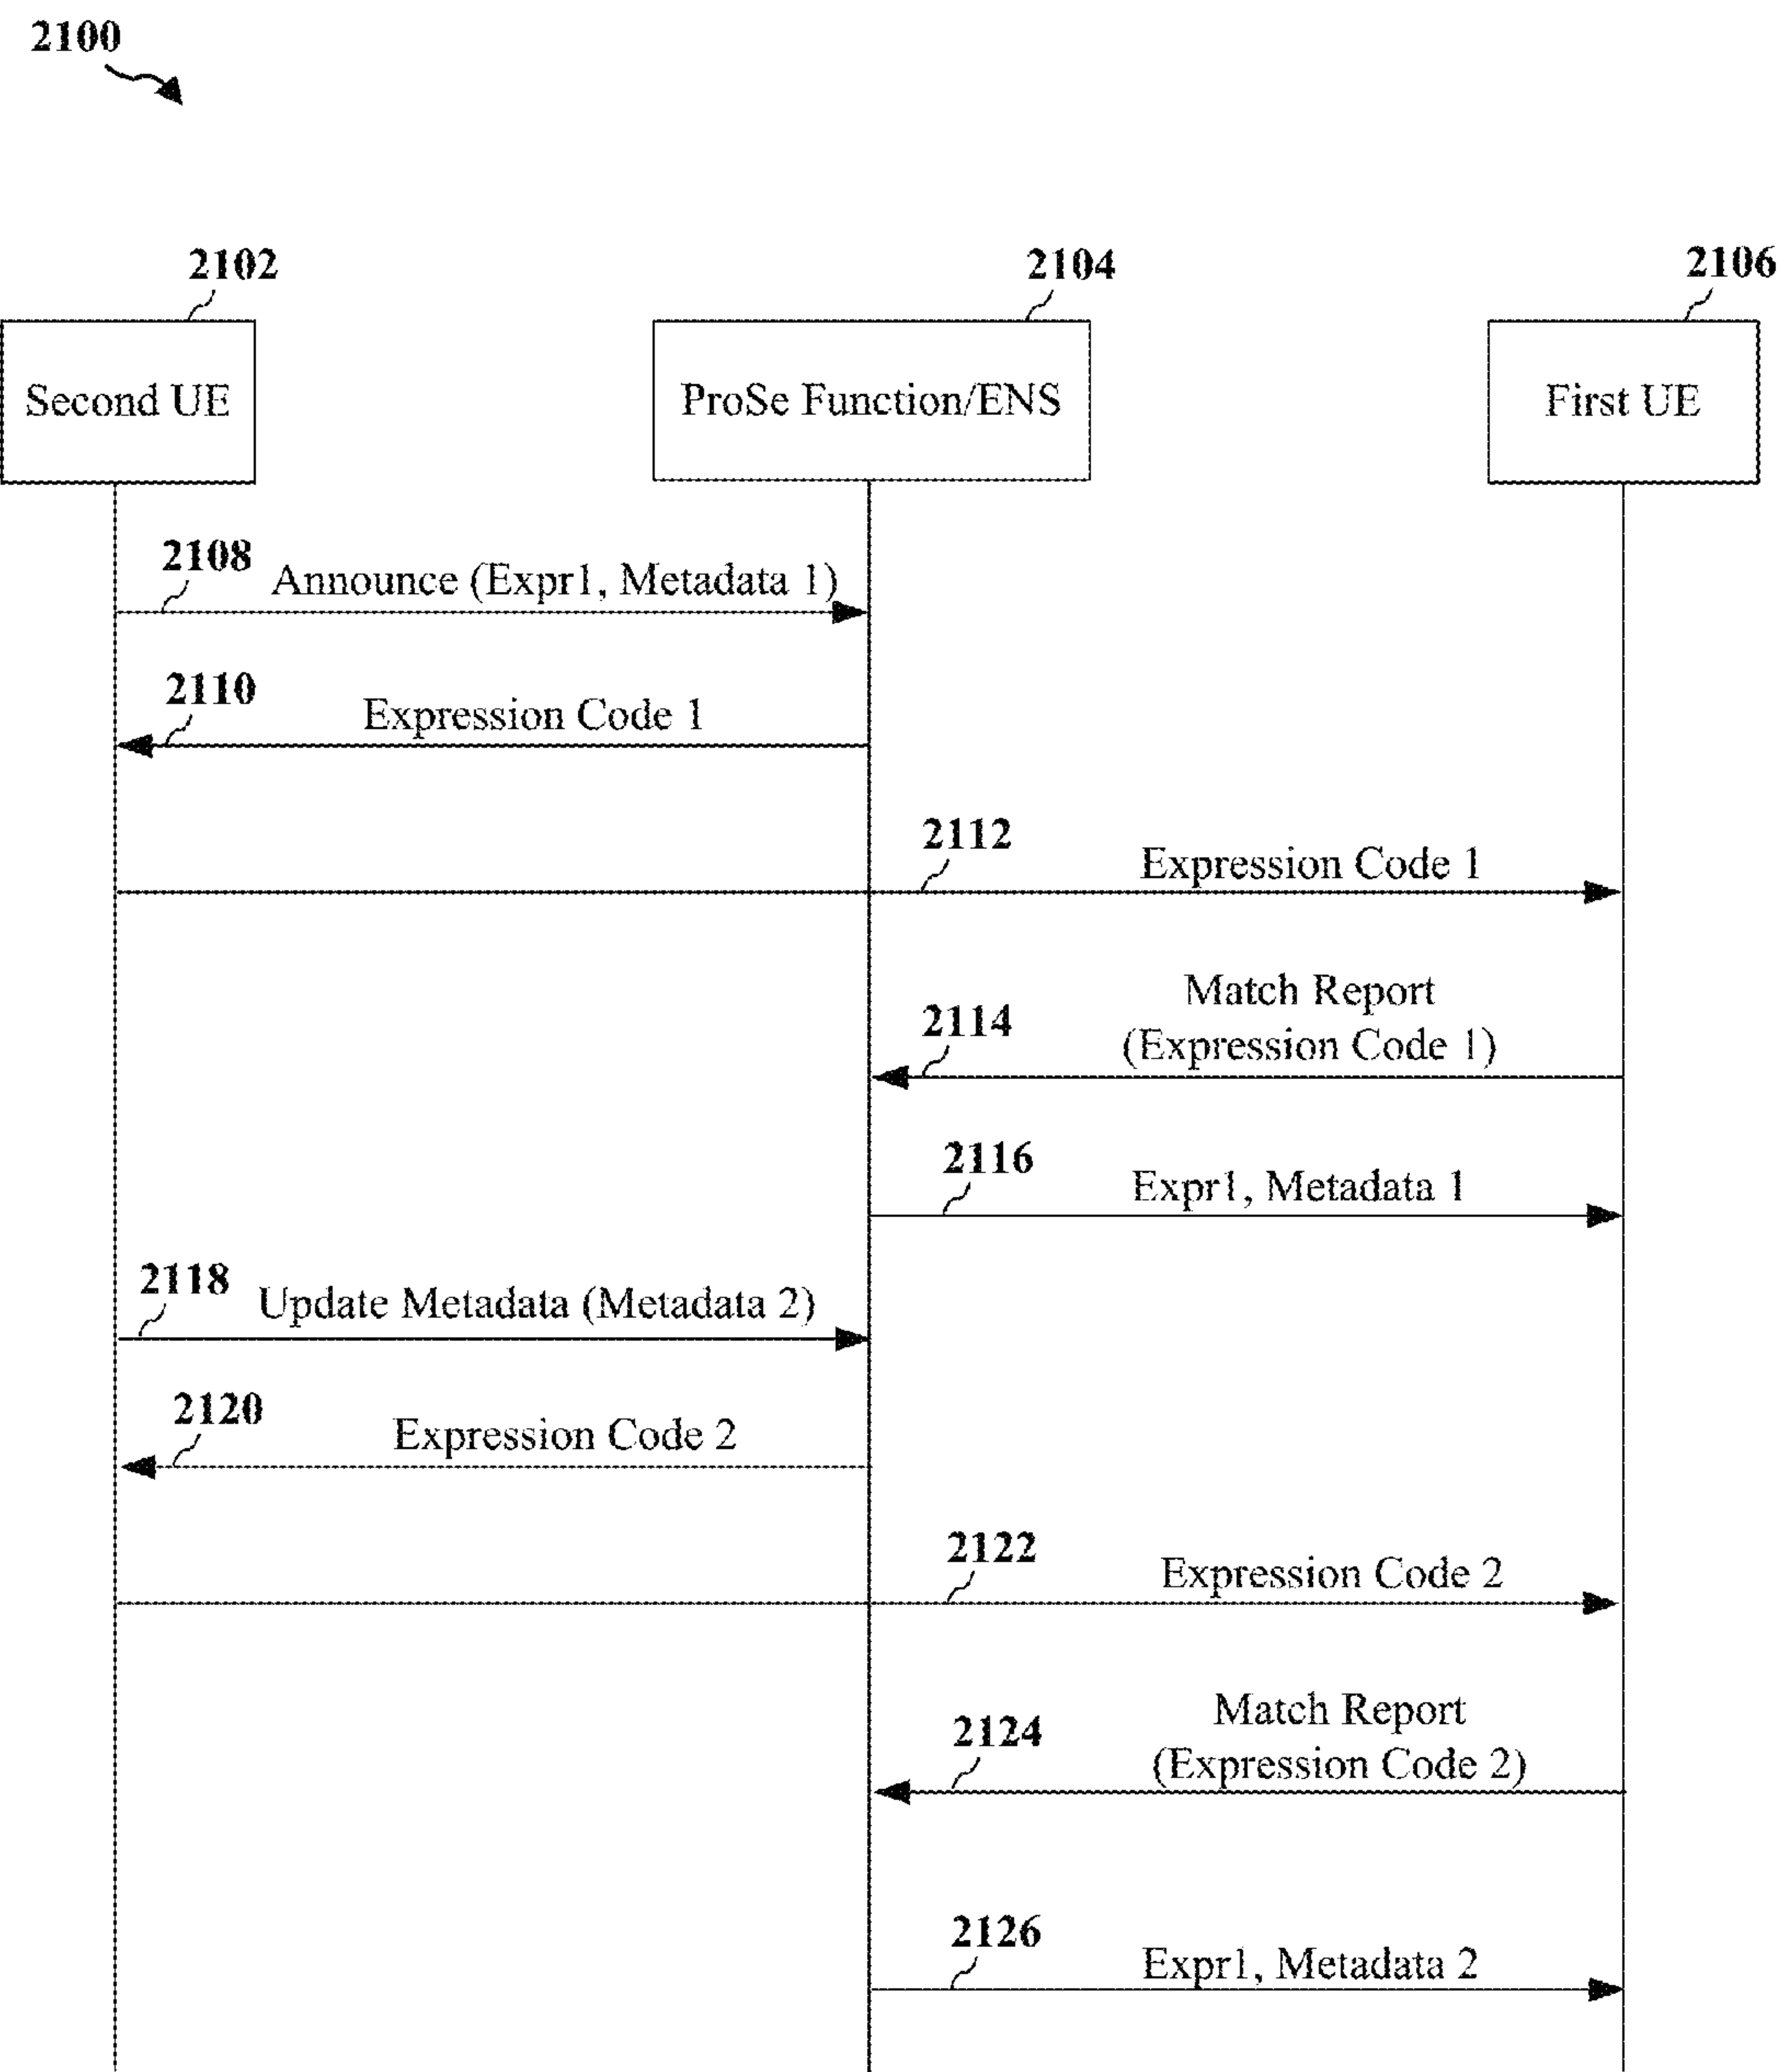 2100
2102
2104
2106
Second UE
ProSe Function/ENS
First UE
2108
Announce (Expr1, Metadata 1)
2110
Expression Code 1
2112
Expression Code 1
Match Report
2114
(Expression Code 1)
2116
Expr1, Metadata 1
2118
Update Metadata (Metadata 2)
2120
Expression Code 2
2122
Expression Code 2
Match Report
2124
(Expression Code 2)
2126
Expr1, Metadata 2